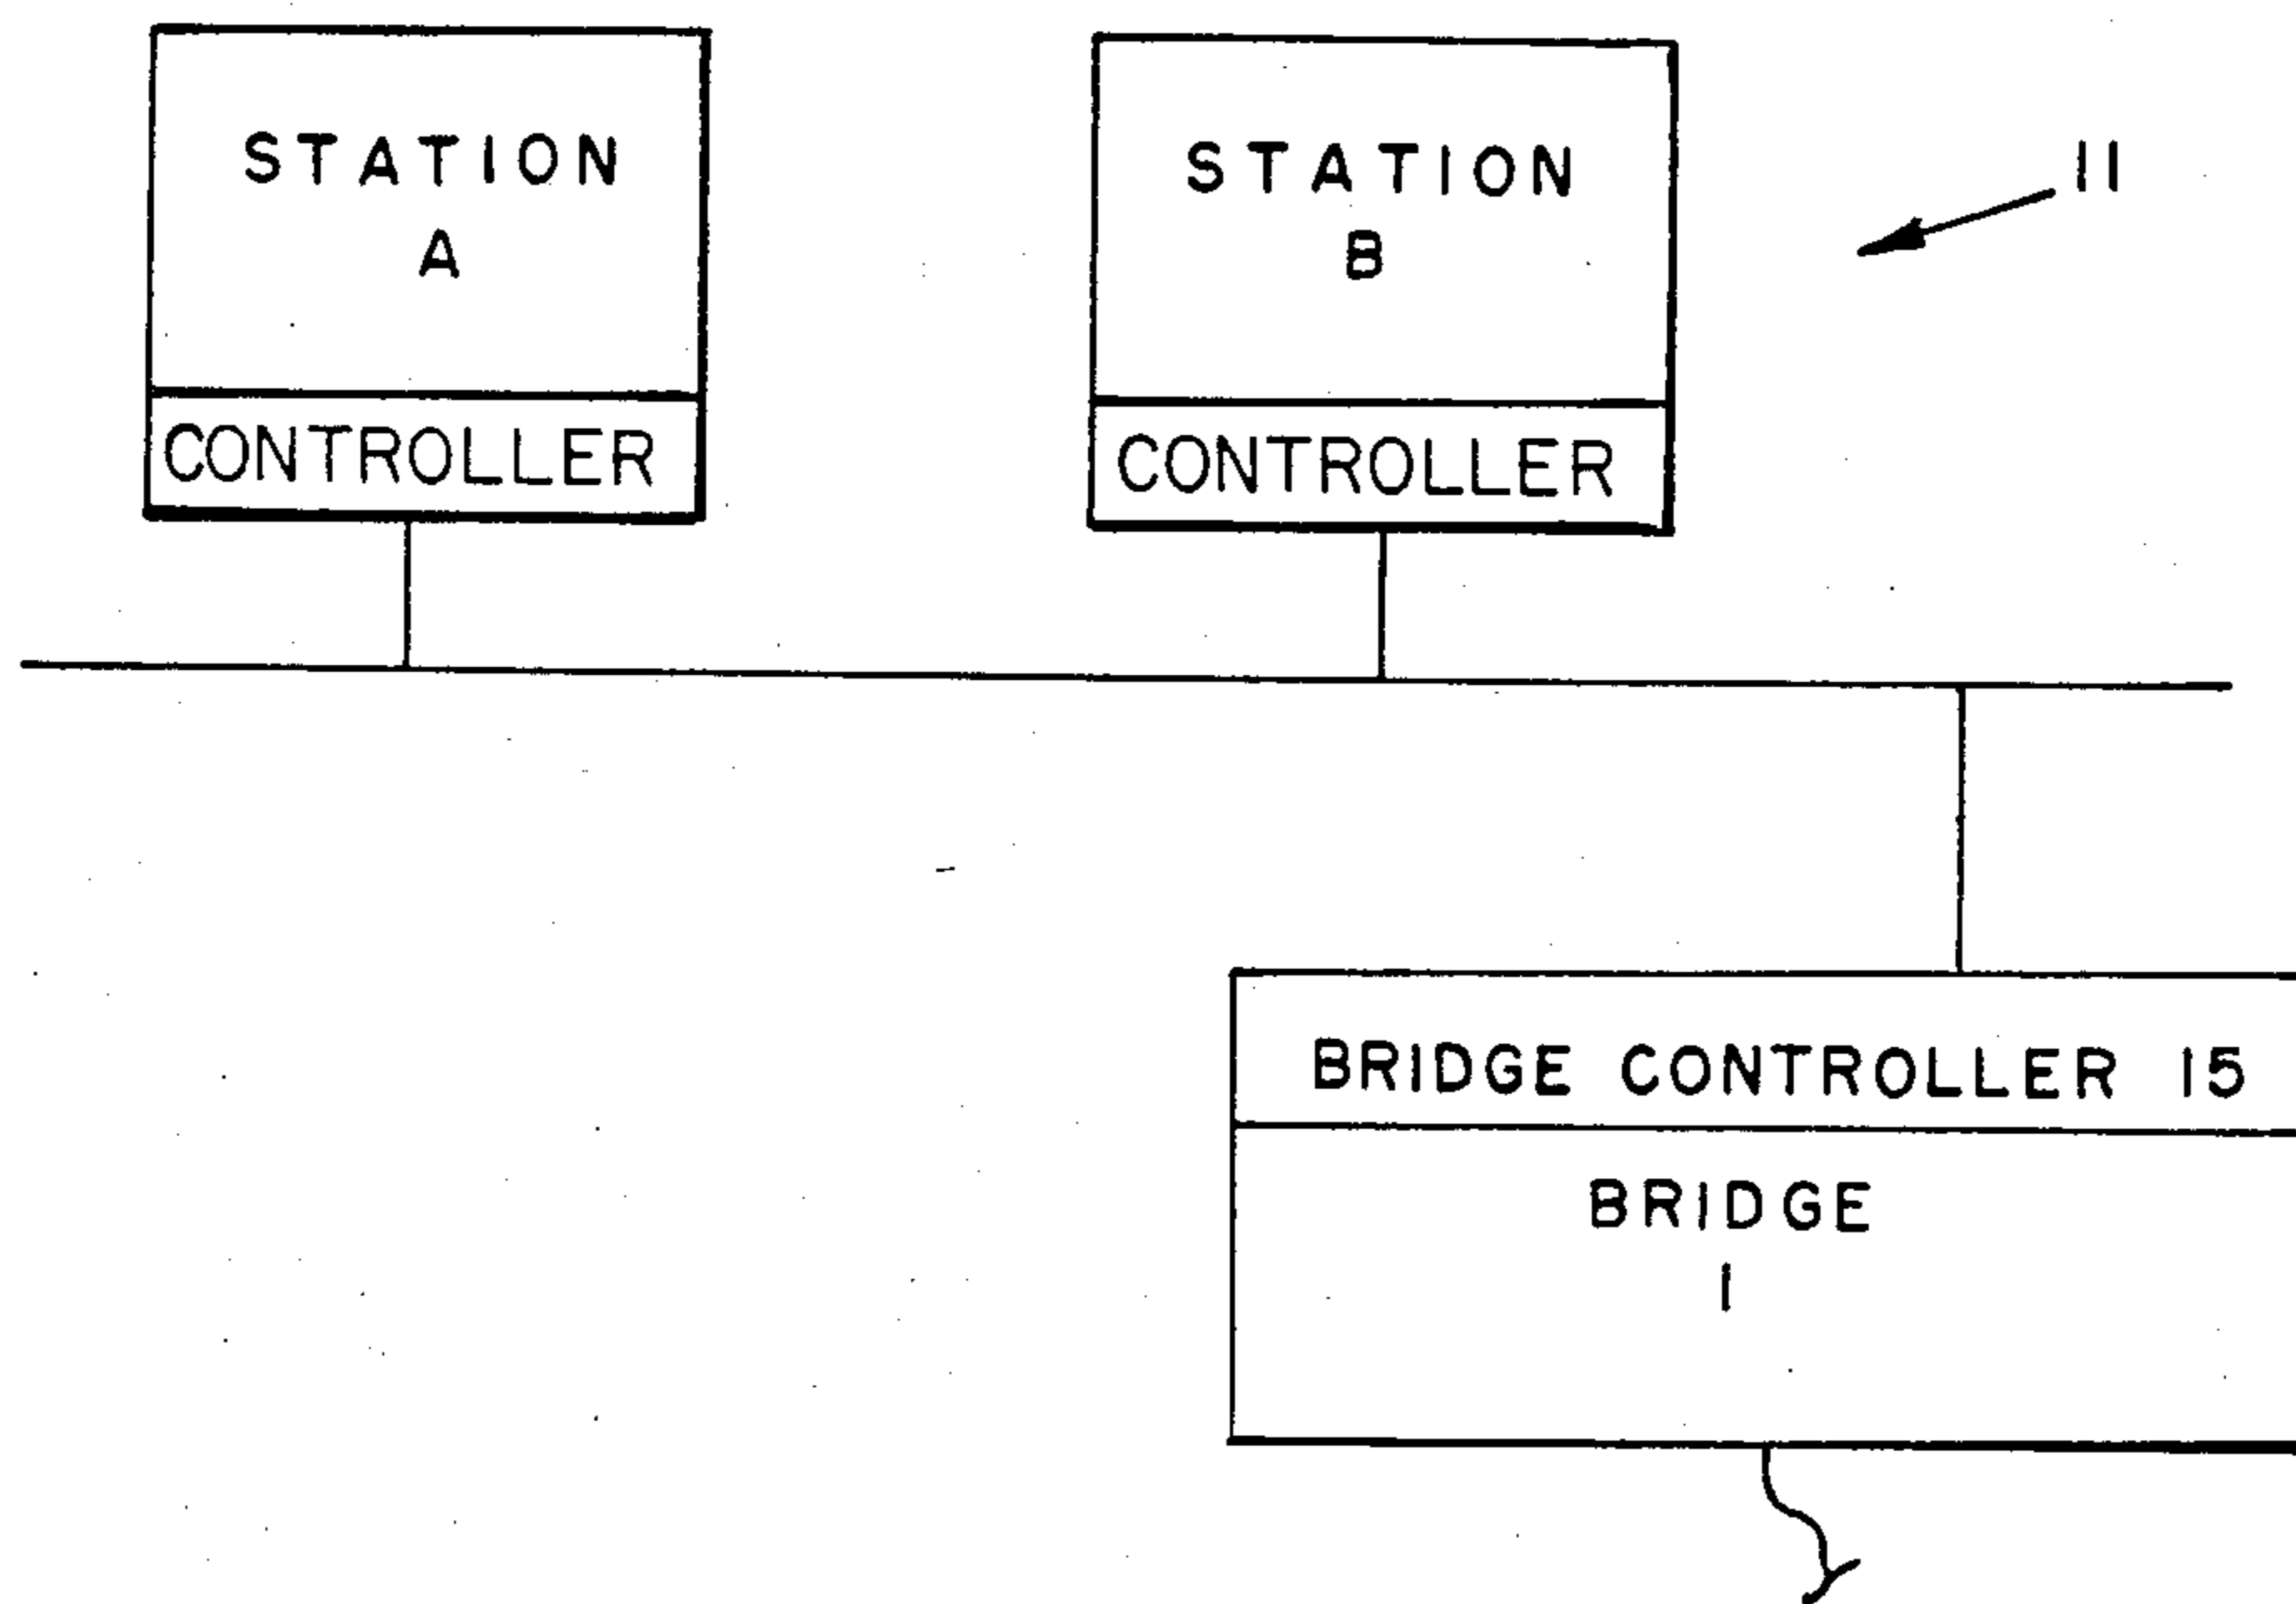 STATION
A
CONTROLLER
STATION
B
CONTROLLER
11
BRIDGE CONTROLLER 15
BRIDGE
1